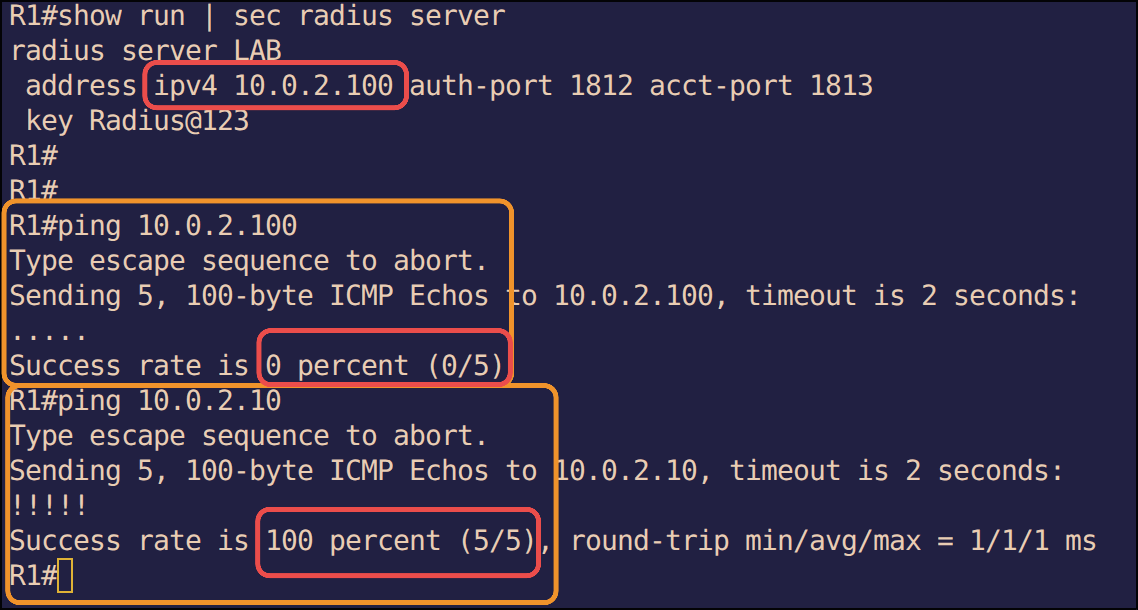 R1#show run | sec radius server
radius server LAB
 address ipv4 10.0.2.100 auth-port 1812 acct-port 1813
 key Radius@123
R1#
R1#
R1#ping 10.0.2.100
Type escape sequence to abort.
Sending 5, 100-byte ICMP Echos to 10.0.2.100, timeout is 2 seconds:
.....
Success rate is 0 percent (0/5)
R1#ping 10.0.2.10
Type escape sequence to abort.
Sending 5, 100-byte ICMP Echos to 10.0.2.10, timeout is 2 seconds:
!!!!!
Success rate is 100 percent (5/5), round-trip min/avg/max = 1/1/1 ms
R1#